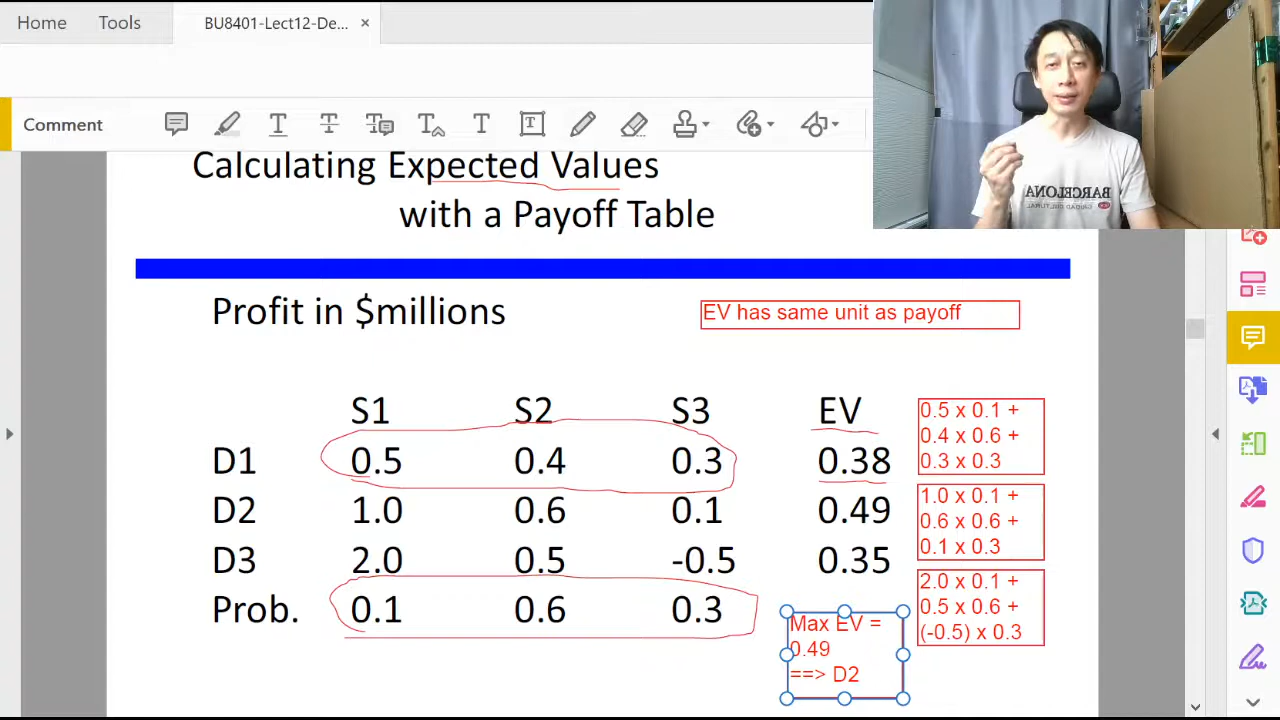 Home Tools BU8401-Lect12-De... ×
Comment
Calculating Expected Values
with a Payoff Table
Profit in $millions
EV has same unit as payoff
S1 S2 S3 EV
D1 0.5 0.4 0.3 0.38
D2 1.0 0.6 0.1 0.49
D3 2.0 0.5 -0.5 0.35
Prob. 0.1 0.6 0.3
0.5 x 0.1 +
0.4 x 0.6 +
0.3 x 0.3
1.0 x 0.1 +
0.6 x 0.6 +
0.1 x 0.3
2.0 x 0.1 +
0.5 x 0.6 +
(-0.5) x 0.3
Max EV =
0.49
==> D2
BARCELONA